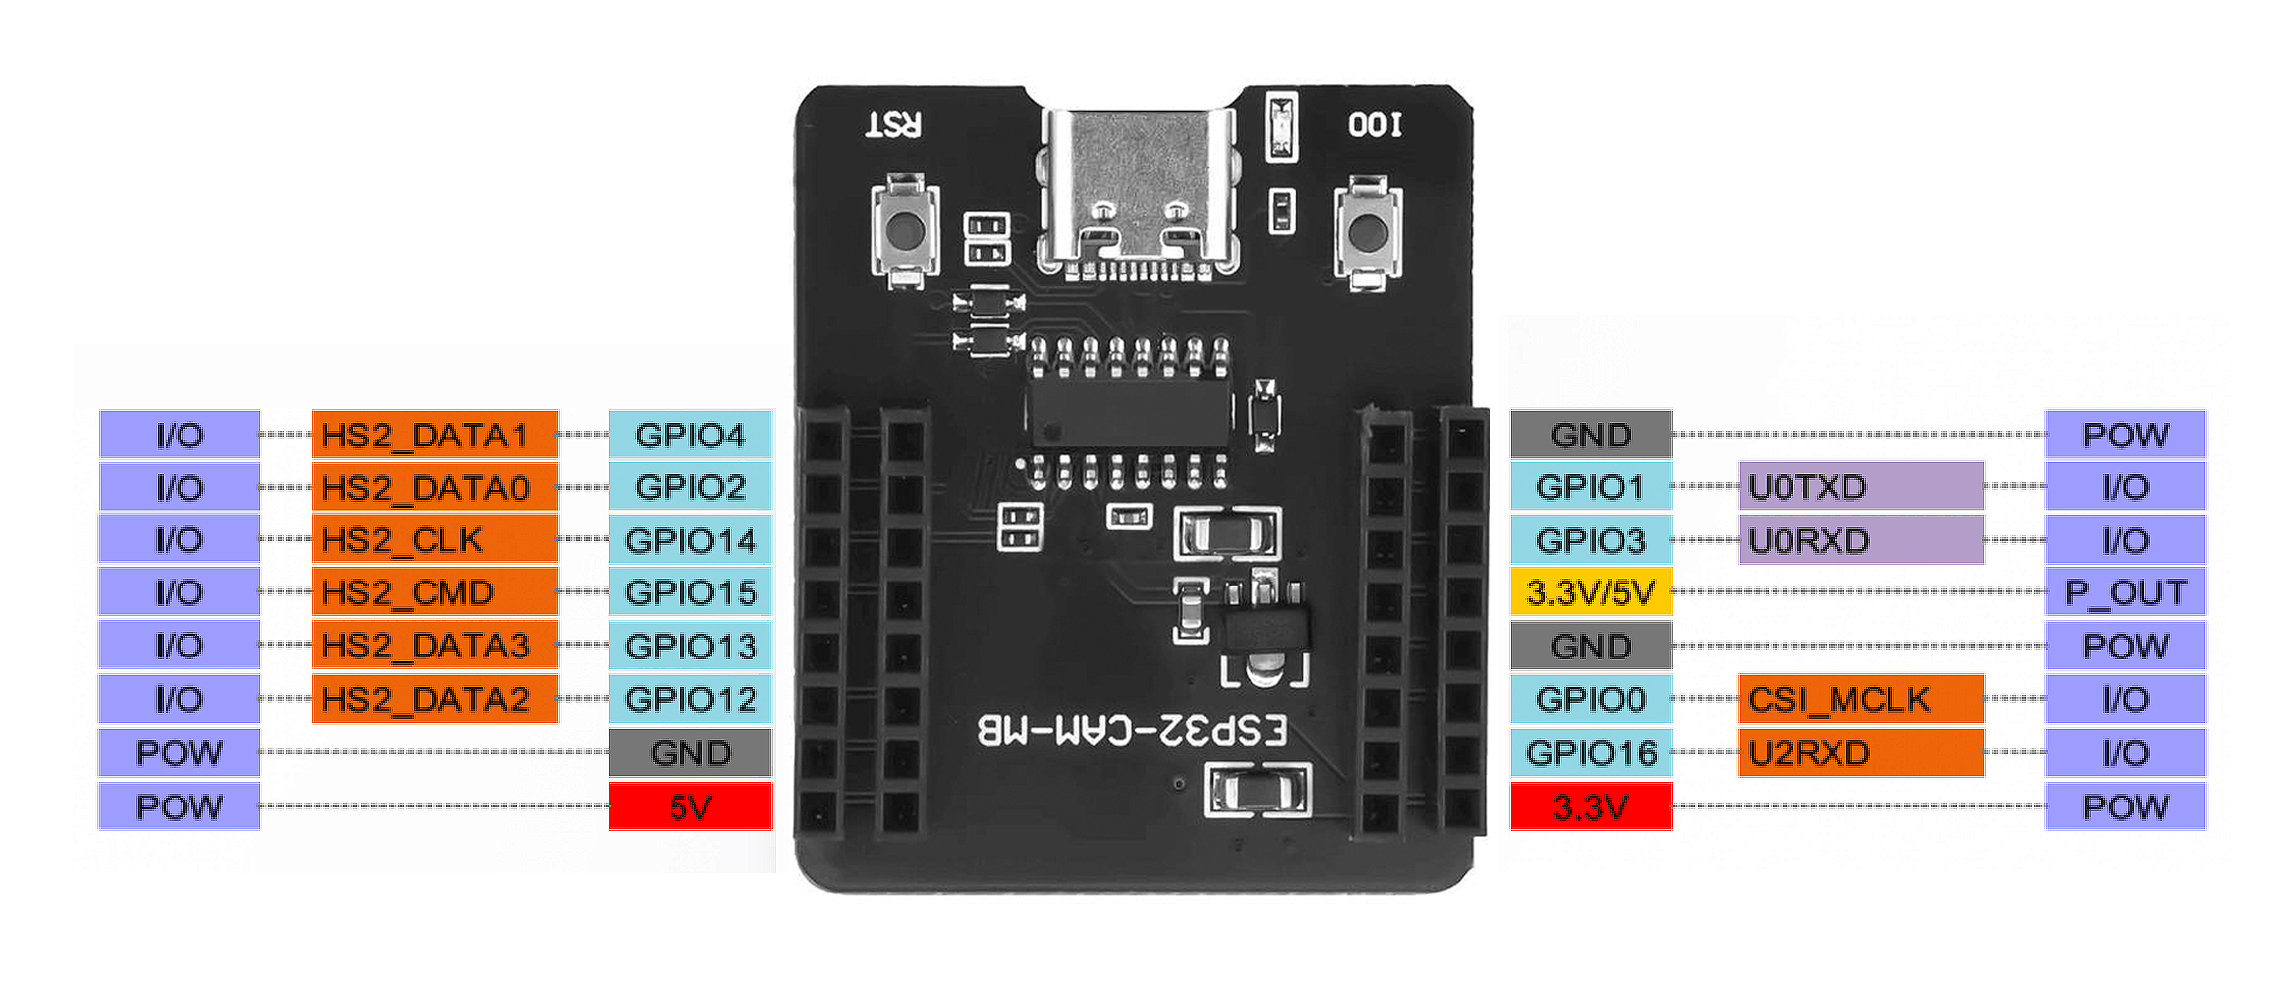 RST
IO0
I/O HS2_DATA1 GPIO4 GND POW
I/O HS2_DATA0 GPIO2 GPIO1 U0TXD I/O
I/O HS2_CLK GPIO14 GPIO3 U0RXD I/O
I/O HS2_CMD GPIO15 3.3V/5V P_OUT
I/O HS2_DATA3 GPIO13 GND POW
I/O HS2_DATA2 GPIO12 GPIO0 CSI_MCLK I/O
ESP32-CAM-MB
POW GND GPIO16 U2RXD I/O
POW 5V 3.3V POW